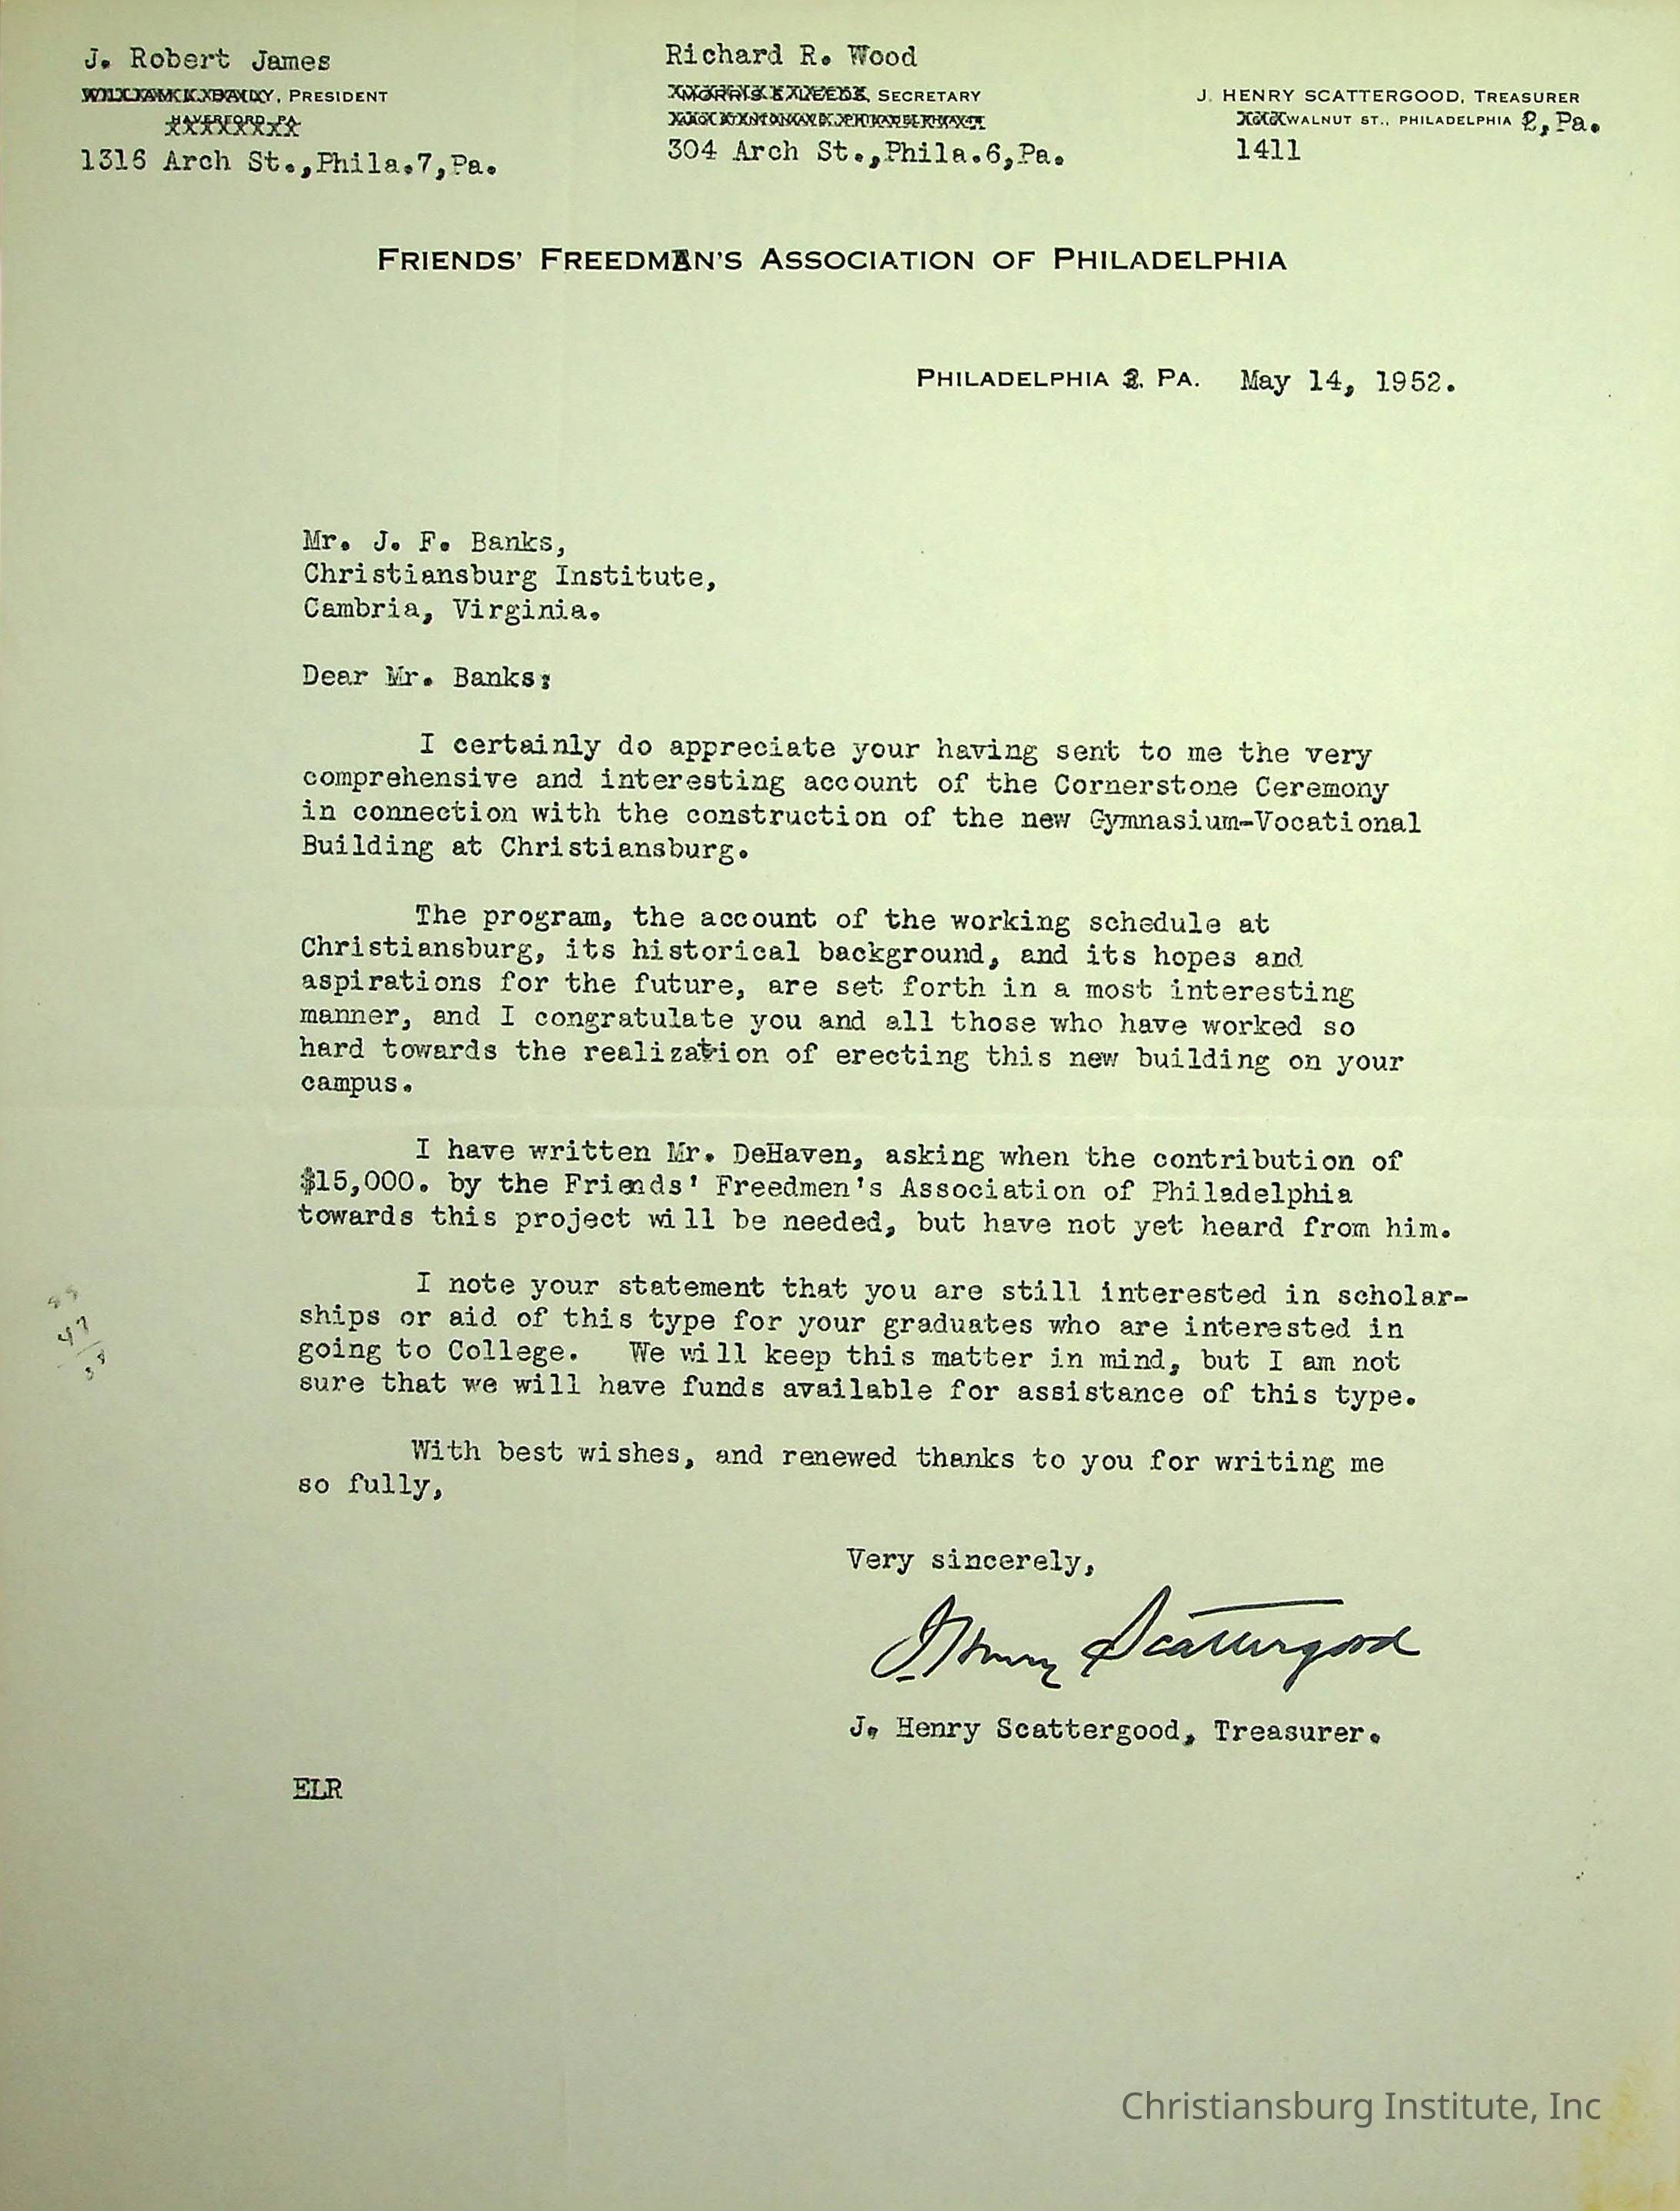 J. Robert James
PRESIDENT
HAVERFORD, PA.
1316 Arch St.,Phila.7,Pa.
Richard R. Wood
MORRIS E. LEEDS, SECRETARY
304 Arch St.,Phila.6,Pa.
J. HENRY SCATTERGOOD, TREASURER
WALNUT ST., PHILADELPHIA 2,Pa.
1411
FRIENDS' FREEDMEN'S ASSOCIATION OF PHILADELPHIA
PHILADELPHIA 2, PA. May 14, 1952.
Mr. J. F. Banks,
Christiansburg Institute,
Cambria, Virginia.
Dear Mr. Banks:
I certainly do appreciate your having sent to me the very
comprehensive and interesting account of the Cornerstone Ceremony
in connection with the construction of the new Gymnasium-Vocational
Building at Christiansburg.
The program, the account of the working schedule at
Christiansburg, its historical background, and its hopes and
aspirations for the future, are set forth in a most interesting
manner, and I congratulate you and all those who have worked so
hard towards the realization of erecting this new building on your
campus.
I have written Mr. DeHaven, asking when the contribution of
$15,000. by the Friends' Freedmen's Association of Philadelphia
towards this project will be needed, but have not yet heard from him.
I note your statement that you are still interested in scholar-
ships or aid of this type for your graduates who are interested in
going to College. We will keep this matter in mind, but I am not
sure that we will have funds available for assistance of this type.
With best wishes, and renewed thanks to you for writing me
so fully,
Very sincerely,
J. Henry Scattergood
J. Henry Scattergood, Treasurer.
ELR
Christiansburg Institute, Inc